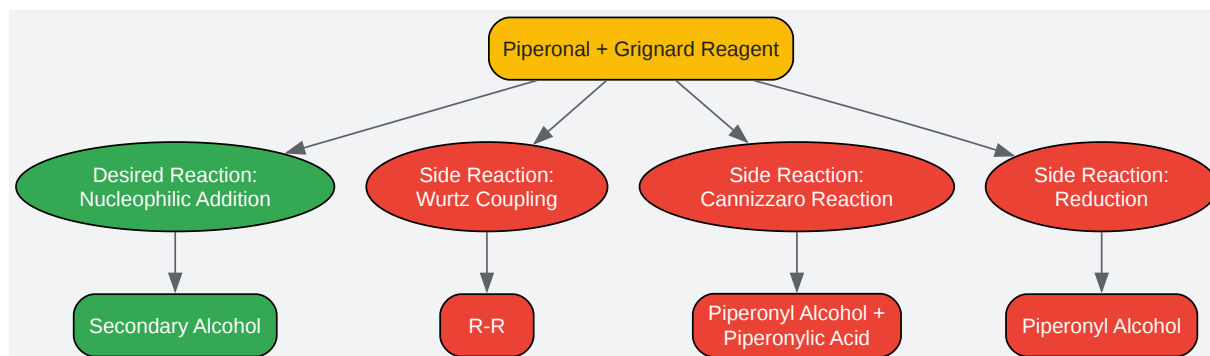 Piperonal + Grignard Reagent
Desired Reaction:
Nucleophilic Addition
Side Reaction:
Wurtz Coupling
Side Reaction:
Cannizzaro Reaction
Side Reaction:
Reduction
Secondary Alcohol
R-R
Piperonyl Alcohol +
Piperonylic Acid
Piperonyl Alcohol